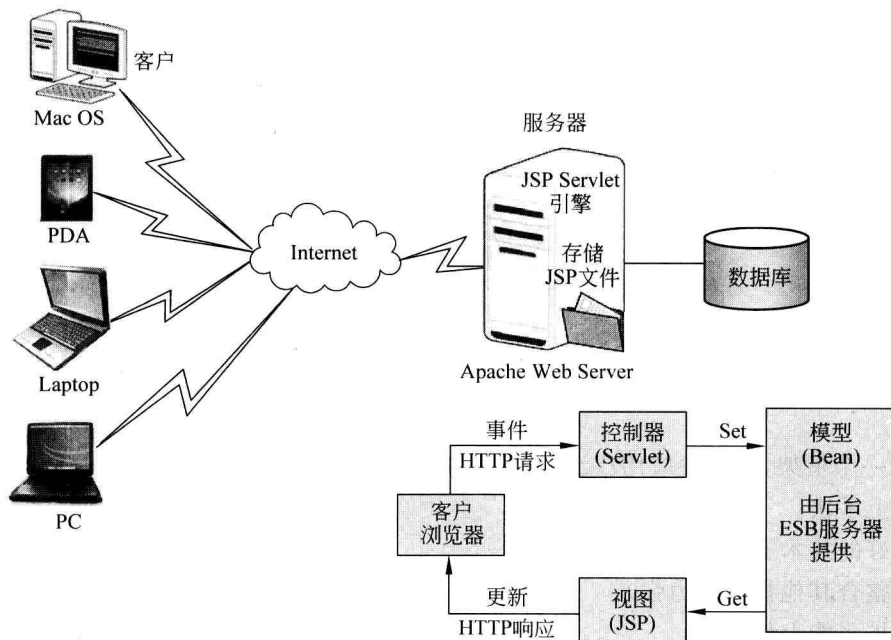 客户
Mac OS
PDA
Laptop
PC
Internet
服务器
JSP Servlet
引擎
存储
JSP文件
Apache Web Server
数据库
事件
HTTP请求
控制器
(Servlet)
Set
模型
(Bean)
由后台
ESB服务器
提供
客户
浏览器
更新
HTTP响应
视图
(JSP)
Get